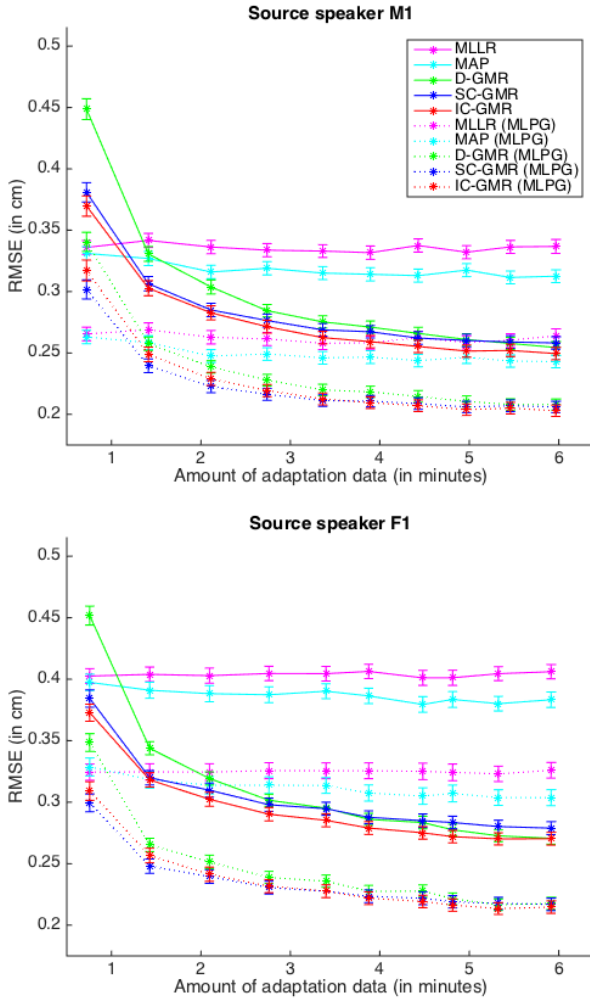 Source speaker M1
0.5
0.45
0.4
0.35
0.3
0.25
0.2
RMSE (in cm)
MLLR
MAP
D-GMR
SC-GMR
IC-GMR
MLLR (MLPG)
MAP (MLPG)
D-GMR (MLPG)
SC-GMR (MLPG)
IC-GMR (MLPG)
1 2 3 4 5 6
Amount of adaptation data (in minutes)
Source speaker F1
0.5
0.45
0.4
0.35
0.3
0.25
0.2
RMSE (in cm)
1 2 3 4 5 6
Amount of adaptation data (in minutes)